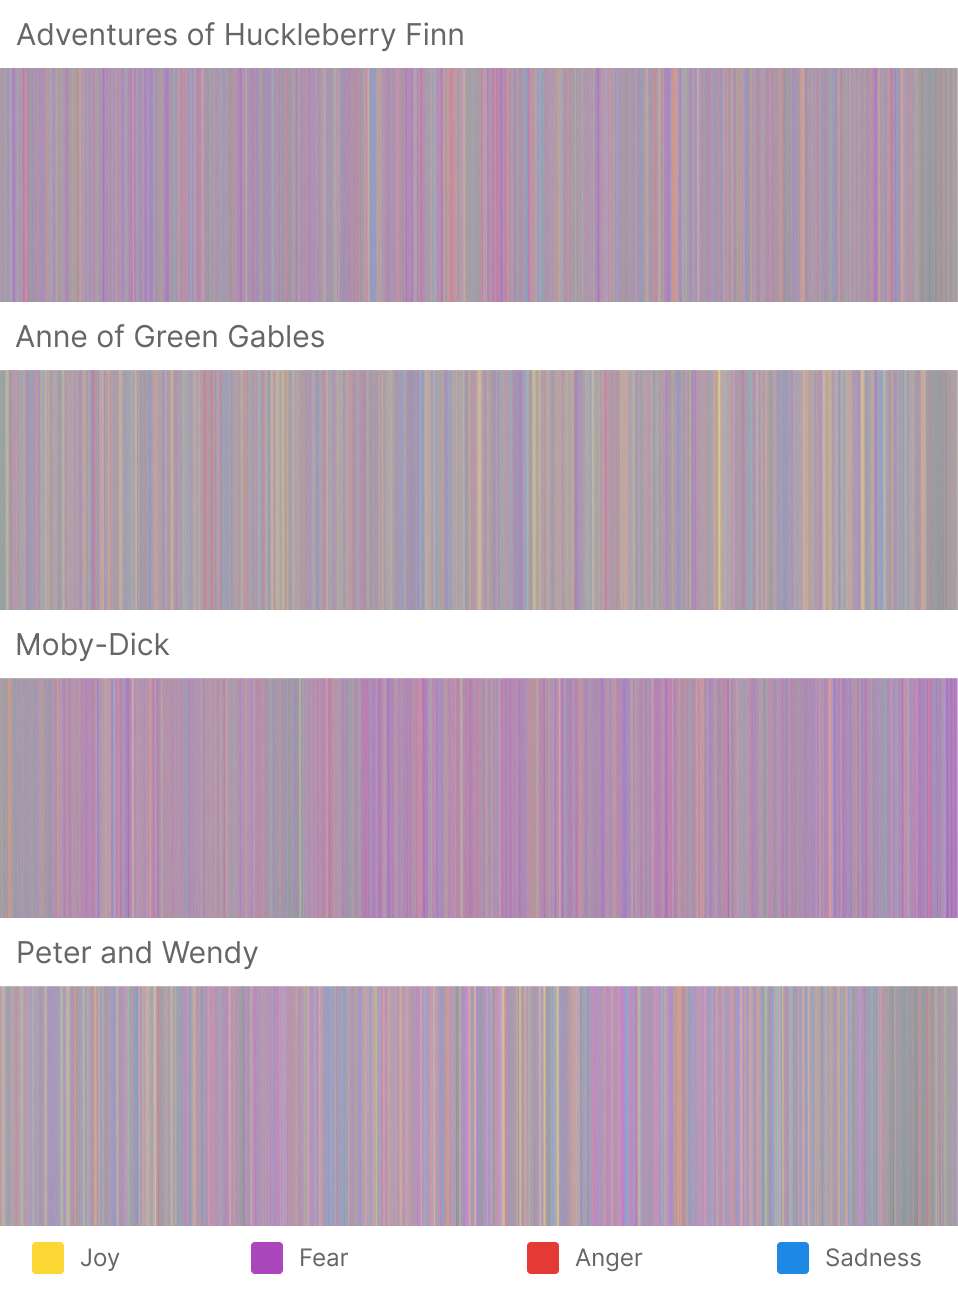 Adventures of Huckleberry Finn
Anne of Green Gables
Moby-Dick
Peter and Wendy
Joy Fear Anger Sadness